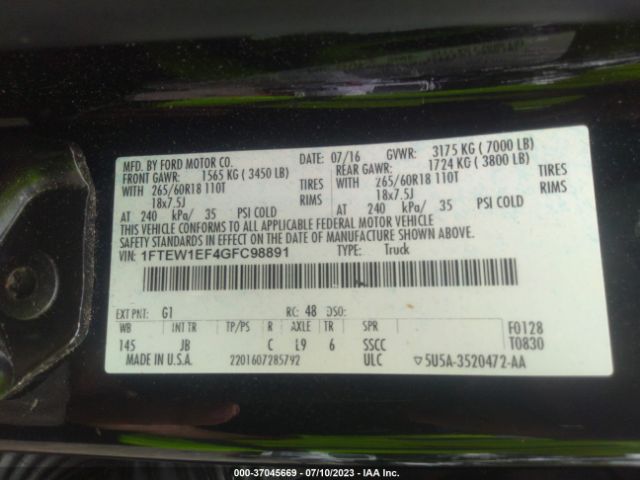 MFD. BY FORD MOTOR CO. DATE: 07/16 GVWR: 3175 KG ( 7000 LB)
FRONT GAWR: 1565 KG ( 3450 LB) REAR GAWR: 1724 KG ( 3800 LB)
WITH 265/60R18 110T TIRES WITH 265/60R18 110T TIRES
18x7.5J RIMS 18x7.5J RIMS
AT 240 kPa/ 35 PSI COLD AT 240 kPa/ 35 PSI COLD
THIS VEHICLE CONFORMS TO ALL APPLICABLE FEDERAL MOTOR VEHICLE
SAFETY STANDARDS IN EFFECT ON THE DATE OF MANUFACTURE SHOWN ABOVE.
VIN: 1FTEW1EF4GFC98891 TYPE: Truck
EXT PNT: G1 RC: 48 DSO:
WB INT TR TP/PS R AXLE TR SPR F0128
145 JB C L9 6 SSCC T0830
MADE IN U.S.A. 2201607285792 ULC ▽5U5A-3520472-AA
000-37045669 - 07/10/2023 - IAA Inc.